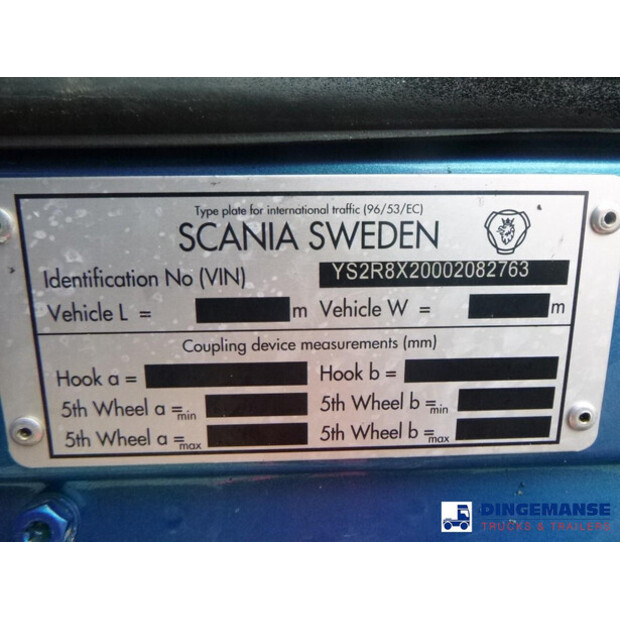 Type plate for international traffic (96/53/EC)
SCANIA SWEDEN
Identification No (VIN) YS2R8X20002082763
Vehicle L = m Vehicle W = m
Coupling device measurements (mm)
Hook a = Hook b =
5th Wheel a =min 5th Wheel b =min
5th Wheel a =max 5th Wheel b =max
DINGEMANSE
TRUCKS & TRAILERS